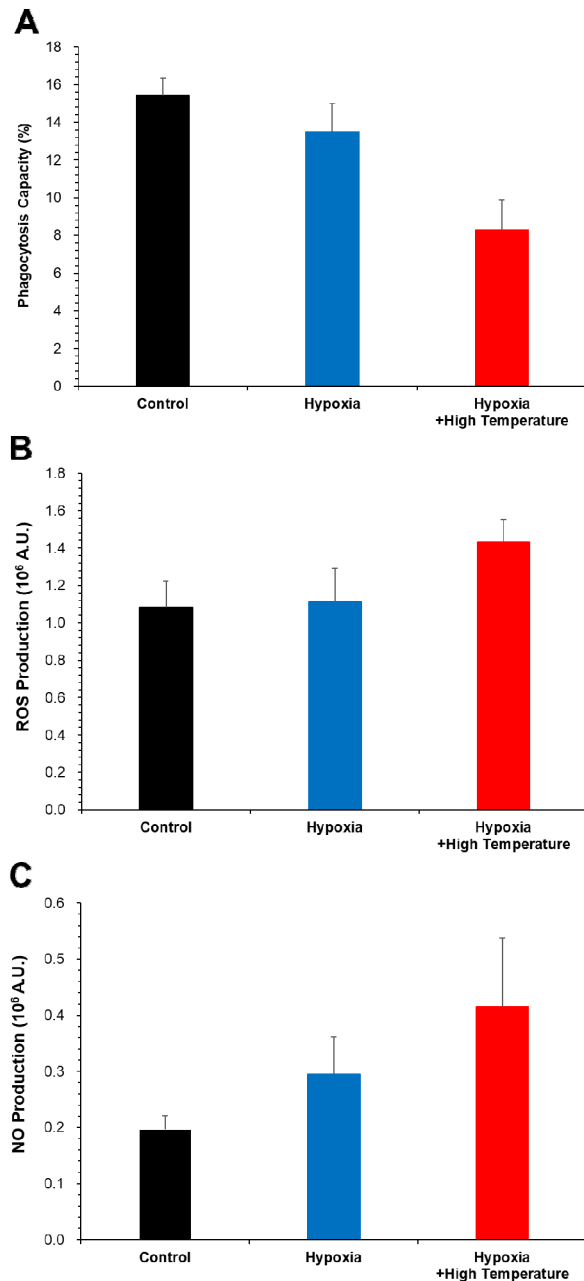 A
18
16
14
12
10
8
6
4
2
0
Phagocytosis Capacity (%)
Control
Hypoxia
Hypoxia
+High Temperature
B
1.8
1.6
1.4
1.2
1.0
0.8
0.6
0.4
0.2
0.0
ROS Production (10⁶ A.U.)
Control
Hypoxia
Hypoxia
+High Temperature
C
0.6
0.5
0.4
0.3
0.2
0.1
0.0
NO Production (10⁶ A.U.)
Control
Hypoxia
Hypoxia
+High Temperature